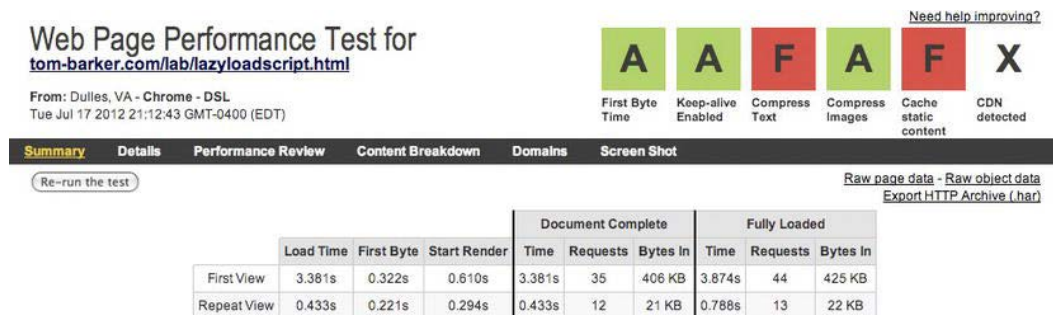 Need help improving?
Web Page Performance Test for
tom-barker.com/lab/lazyloadscript.html
From: Dulles, VA - Chrome - DSL
Tue Jul 17 2012 21:12:43 GMT-0400 (EDT)
A A F A F X
First Byte Time Keep-alive Enabled Compress Text Compress Images Cache static content CDN detected
Summary Details Performance Review Content Breakdown Domains Screen Shot
Re-run the test
Raw page data - Raw object data
Export HTTP Archive (.har)
Document Complete Fully Loaded
Load Time First Byte Start Render Time Requests Bytes In Time Requests Bytes In
First View 3.381s 0.322s 0.610s 3.381s 35 406 KB 3.874s 44 425 KB
Repeat View 0.433s 0.221s 0.294s 0.433s 12 21 KB 0.788s 13 22 KB